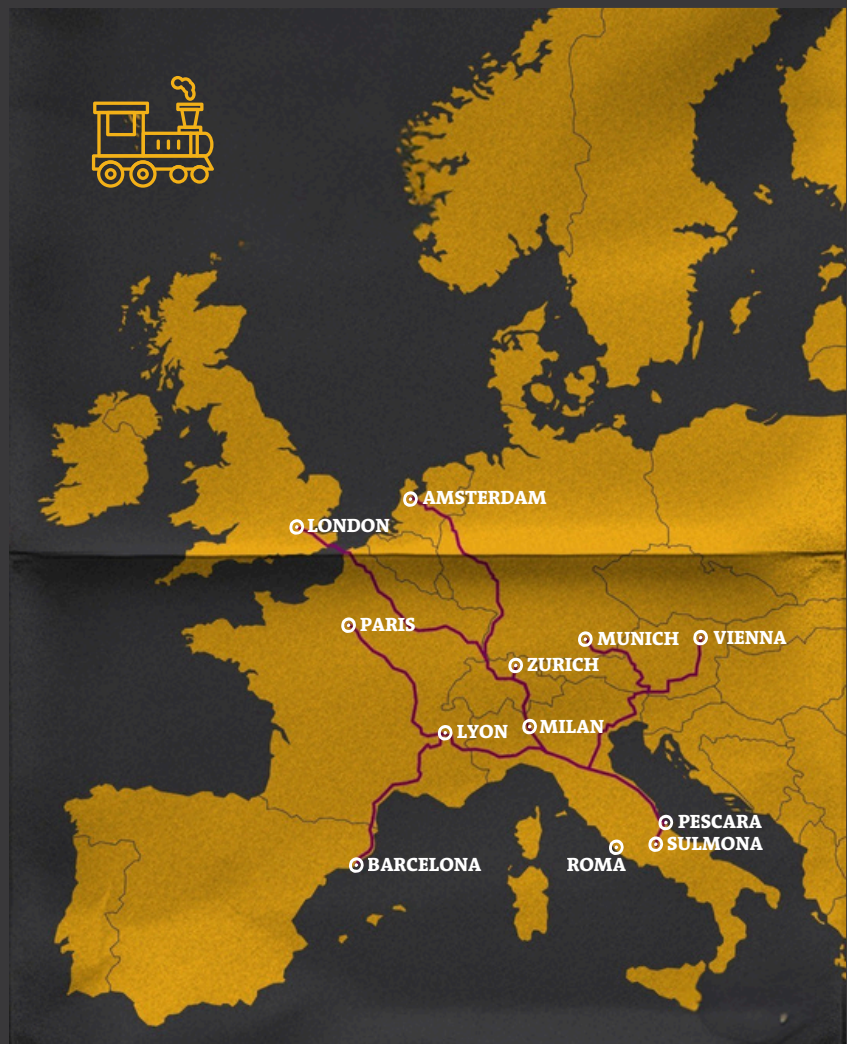 AMSTERDAM
LONDON
PARIS
MUNICH
VIENNA
ZURICH
MILAN
LYON
PESCARA
SULMONA
ROMA
BARCELONA